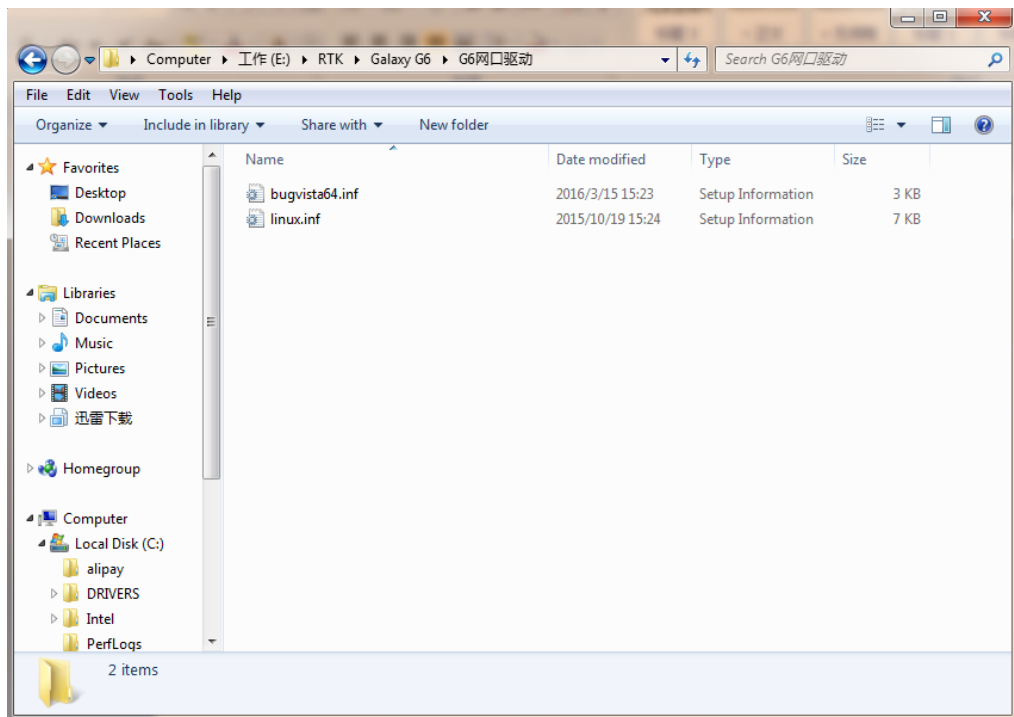 Computer 工作 (E:) RTK Galaxy G6 G6网口驱动 Search G6网口驱动
File Edit View Tools Help
Organize Include in library Share with New folder
Favorites
Desktop
Downloads
Recent Places
Libraries
Documents
Music
Pictures
Videos
迅雷下载
Homegroup
Computer
Local Disk (C:)
alipay
DRIVERS
Intel
PerfLogs
Name Date modified Type Size
bugvista64.inf 2016/3/15 15:23 Setup Information 3 KB
linux.inf 2015/10/19 15:24 Setup Information 7 KB
2 items